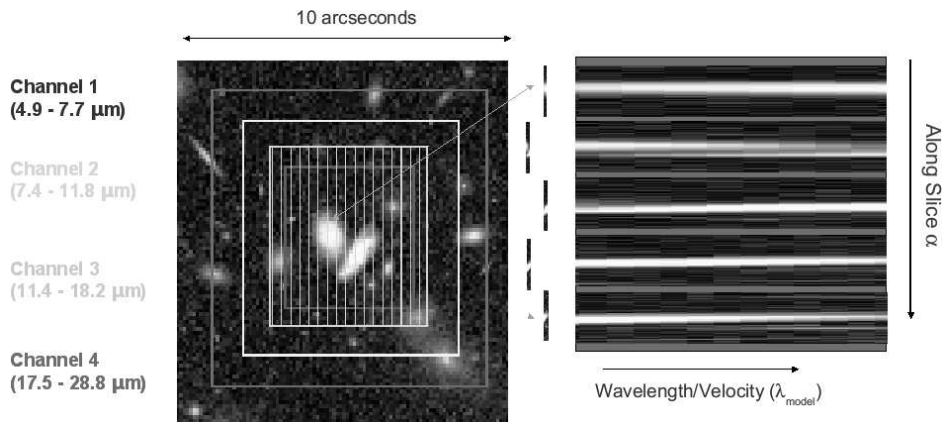 10 arcseconds
Channel 1
(4.9 - 7.7 μm)
Channel 2
(7.4 - 11.8 μm)
Channel 3
(11.4 - 18.2 μm)
Channel 4
(17.5 - 28.8 μm)
Along Slice α
Wavelength/Velocity (λmodel)